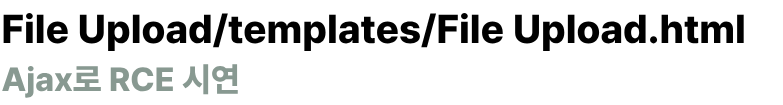 File Upload/templates/File Upload.html
Ajax로 RCE 시연